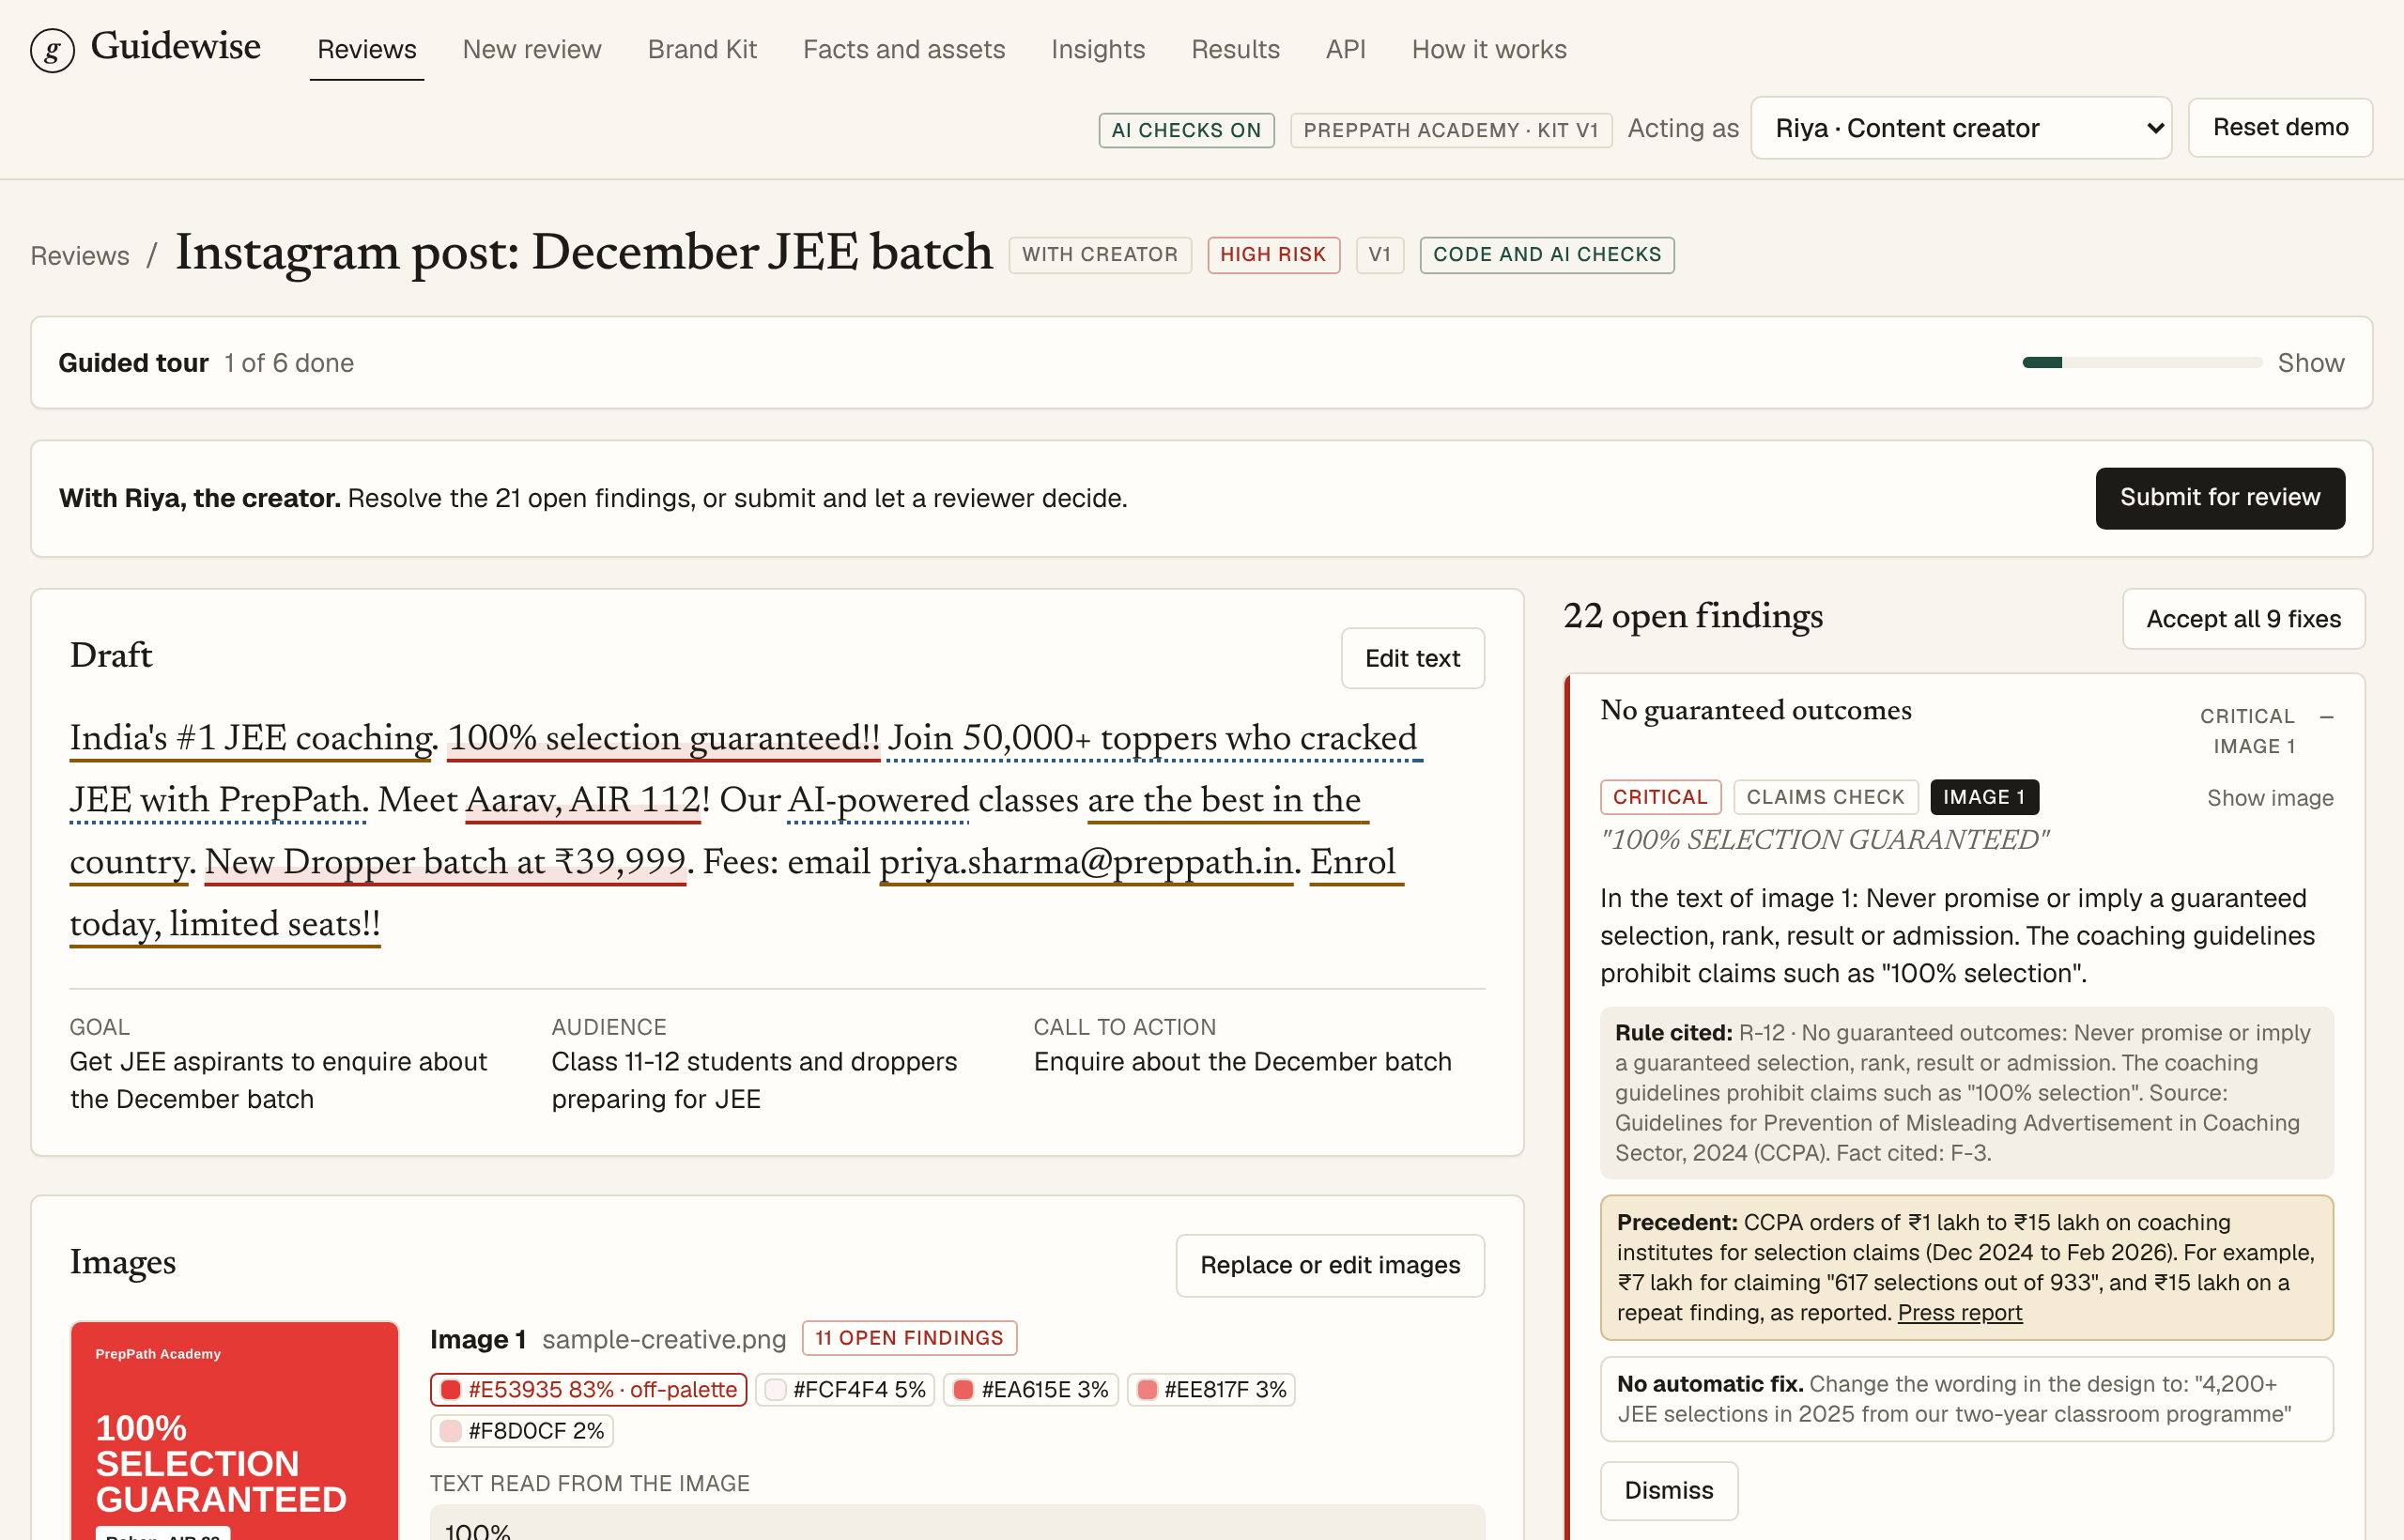 g Guidewise
Reviews
New review
Brand Kit
Facts and assets
Insights
Results
API
How it works
AI CHECKS ON
PREPPATH ACADEMY · KIT V1
Acting as
Riya · Content creator
Reset demo
Reviews / Instagram post: December JEE batch
WITH CREATOR
HIGH RISK
V1
CODE AND AI CHECKS
Guided tour 1 of 6 done
Show
With Riya, the creator. Resolve the 21 open findings, or submit and let a reviewer decide.
Submit for review
Draft
Edit text
India's #1 JEE coaching. 100% selection guaranteed!! Join 50,000+ toppers who cracked
JEE with PrepPath. Meet Aarav, AIR 112! Our AI-powered classes are the best in the
country. New Dropper batch at ₹39,999. Fees: email priya.sharma@preppath.in. Enrol
today, limited seats!!
GOAL
Get JEE aspirants to enquire about
the December batch
AUDIENCE
Class 11-12 students and droppers
preparing for JEE
CALL TO ACTION
Enquire about the December batch
Images
Replace or edit images
PrepPath Academy
100%
SELECTION
GUARANTEED
Image 1 sample-creative.png 11 OPEN FINDINGS
#E53935 83% · off-palette
#FCF4F4 5%
#EA615E 3%
#EE817F 3%
#F8D0CF 2%
TEXT READ FROM THE IMAGE
100%
22 open findings
Accept all 9 fixes
No guaranteed outcomes
CRITICAL –
IMAGE 1
CRITICAL
CLAIMS CHECK
IMAGE 1
Show image
"100% SELECTION GUARANTEED"
In the text of image 1: Never promise or imply a guaranteed
selection, rank, result or admission. The coaching guidelines
prohibit claims such as "100% selection".
Rule cited: R-12 · No guaranteed outcomes: Never promise or imply
a guaranteed selection, rank, result or admission. The coaching
guidelines prohibit claims such as "100% selection". Source:
Guidelines for Prevention of Misleading Advertisement in Coaching
Sector, 2024 (CCPA). Fact cited: F-3.
Precedent: CCPA orders of ₹1 lakh to ₹15 lakh on coaching
institutes for selection claims (Dec 2024 to Feb 2026). For example,
₹7 lakh for claiming "617 selections out of 933", and ₹15 lakh on a
repeat finding, as reported. Press report
No automatic fix. Change the wording in the design to: "4,200+
JEE selections in 2025 from our two-year classroom programme"
Dismiss